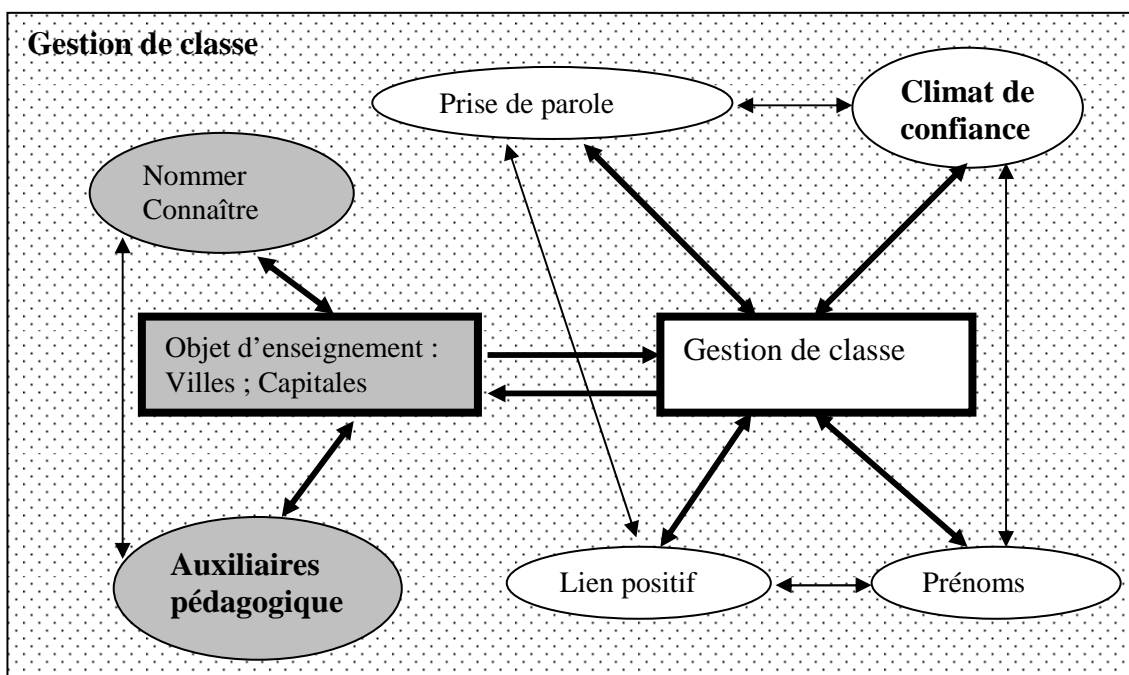 Gestion de classe
Prise de parole
Climat de
confiance
Nommer
Connaître
Objet d’enseignement :
Villes ; Capitales
Gestion de classe
Auxiliaires
pédagogique
Lien positif
Prénoms